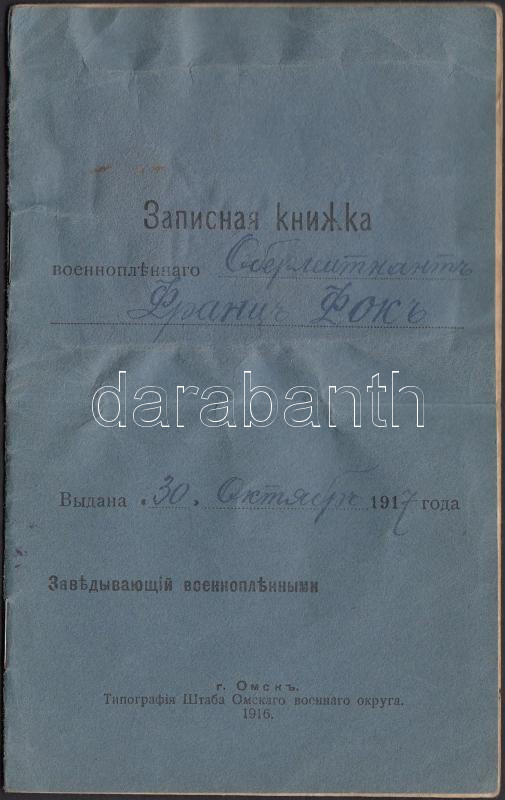 Записная книжка
военноплѣннаго Оберлейтнантъ
Францъ Фокъ
darabanth
Выдана „30„ Октябрь 1917 года
Завѣдывающій военноплѣнными
г. Омскъ.
Типографія Штаба Омскаго военнаго округа.
1916.